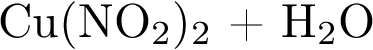 Cu(NO₂)₂ + H₂O